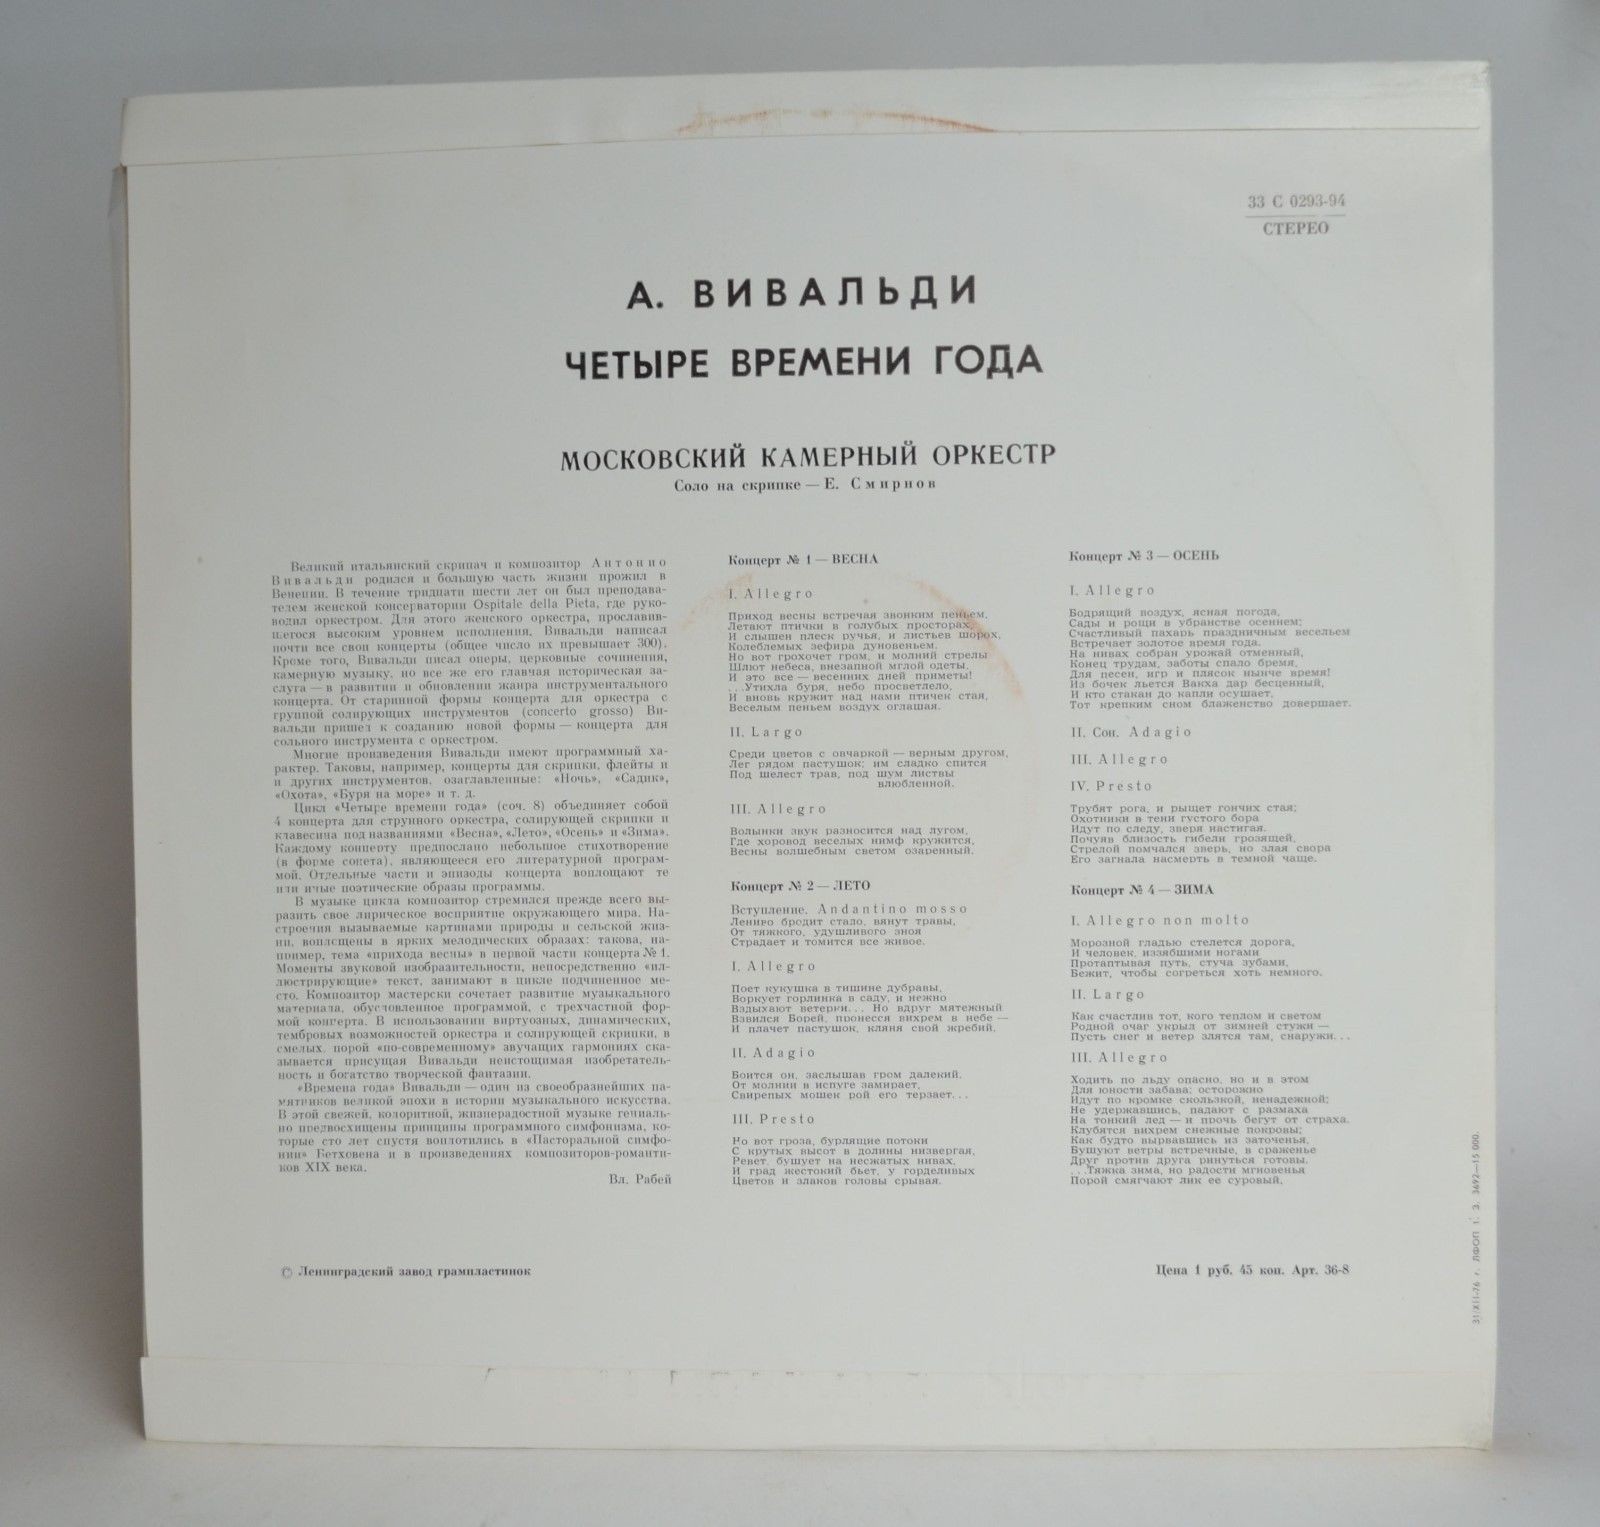 33 С 0293-94
СТЕРЕО
А. ВИВАЛЬДИ
ЧЕТЫРЕ ВРЕМЕНИ ГОДА
МОСКОВСКИЙ КАМЕРНЫЙ ОРКЕСТР
Соло на скрипке — Е. Смирнов
Великий итальянский скрипач и композитор Антонио
Вивальди родился и большую часть жизни прожил в
Венеции. В течение тридцати шести лет он был преподава-
телем женской консерватории Ospitale della Pieta, где руко-
водил оркестром. Для этого женского оркестра, прославив-
шегося высоким уровнем исполнения, Вивальди написал
почти все свои концерты (общее число их превышает 300).
Кроме того, Вивальди писал оперы, церковные сочинения,
камерную музыку, но все же его главная историческая за-
слуга — в развитии и обновлении жанра инструментального
концерта. От старинной формы концерта для оркестра с
группой солирующих инструментов (concerto grosso) Ви-
вальди пришел к созданию новой формы — концерта для
сольного инструмента с оркестром.
Многие произведения Вивальди имеют программный ха-
рактер. Таковы, например, концерты для скрипки, флейты и
и других инструментов, озаглавленные: «Ночь», «Садик»,
«Охота», «Буря на море» и т. д.
Цикл «Четыре времени года» (соч. 8) объединяет собой
4 концерта для струнного оркестра, солирующей скрипки и
клавесина под названиями «Весна», «Лето», «Осень» и «Зима».
Каждому концерту предпослано небольшое стихотворение
(в форме сонета), являющееся его литературной програм-
мой. Отдельные части и эпизоды концерта воплощают те
или иные поэтические образы программы.
В музыке цикла композитор стремился прежде всего вы-
разить свое лирическое восприятие окружающего мира. На-
строения вызываемые картинами природы и сельской жиз-
ни, воплощены в ярких мелодических образах: такова, на-
пример, тема «прихода весны» в первой части концерта № 1.
Моменты звуковой изобразительности, непосредственно «ил-
люстрирующие» текст, занимают в цикле подчиненное ме-
сто. Композитор мастерски сочетает развитие музыкального
материала, обусловленное программой, с трехчастной фор-
мой концерта. В использовании виртуозных, динамических,
тембровых возможностей оркестра и солирующей скрипки, в
смелых, порой «по-современному» звучащих гармониях ска-
зывается присущая Вивальди неистощимая изобретатель-
ность и богатство творческой фантазии.
«Времена года» Вивальди — один из своеобразнейших па-
мятников великой эпохи в истории музыкального искусства.
В этой свежей, колоритной, жизнерадостной музыке гениаль-
но предвосхищены принципы программного симфонизма, ко-
торые сто лет спустя воплотились в «Пасторальной симфо-
нии» Бетховена и в произведениях композиторов-романти-
ков XIX века.
Вл. Рабей
Концерт № 1 — ВЕСНА
I. Allegro
Приход весны встречая звонким пеньем,
Летают птички в голубых просторах,
И слышен плеск ручья, и листьев шорох,
Колеблемых зефира дуновеньем.
Но вот грохочет гром, и молний стрелы
Шлют небеса, внезапной мглой одеты,
И это все — весенних дней приметы!
...Утихла буря, небо просветлело,
И вновь кружит над нами птичек стая,
Веселым пеньем воздух оглашая.
II. Largo
Среди цветов с овчаркой — верным другом,
Лег рядом пастушок; им сладко спится
Под шелест трав, под шум листвы
влюбленной.
III. Allegro
Волынки звук разносится над лугом,
Где хоровод веселых нимф кружится,
Весны волшебным светом озаренный.
Концерт № 2 — ЛЕТО
Вступление. Andantino mosso
Лениво бродит стадо, вянут травы,
От тяжкого, удушливого зноя
Страдает и томится все живое.
I. Allegro
Поет кукушка в тишине дубравы,
Воркует горлинка в саду, и нежно
Вздыхают ветерки... Но вдруг мятежный
Взвился Борей, пронесся вихрем в небе —
И плачет пастушок, кляня свой жребий.
II. Adagio
Боится он, заслышав гром далекий,
От молнии в испуге замирает,
Свирепых мошек рой его терзает...
III. Presto
Но вот гроза, бурлящие потоки
С крутых высот в долины низвергая,
Ревет, бушует на несжатых нивах,
И град жестокий бьет, у горделивых
Цветов и злаков головы срывая.
Концерт № 3 — ОСЕНЬ
I. Allegro
Бодрящий воздух, ясная погода,
Сады и рощи в убранстве осеннем;
Счастливый пахарь праздничным весельем
Встречает золотое время года.
На нивах собран урожай отменный,
Конец трудам, заботы спало бремя,
Для песен, игр и плясок нынче время!
Из бочек льется Вакха дар бесценный,
И кто стакан до капли осушает,
Тот крепким сном блаженство довершает.
II. Сон. Adagio
III. Allegro
IV. Presto
Трубят рога, и рыщет гончих стая;
Охотники в тени густого бора
Идут по следу, зверя настигая.
Почуяв близость гибели грозящей,
Стрелой помчался зверь, но злая свора
Его загнала насмерть в темной чаще.
Концерт № 4 — ЗИМА
I. Allegro non molto
Морозной гладью стелется дорога,
И человек, иззябшими ногами
Протаптывая путь, стуча зубами,
Бежит, чтобы согреться хоть немного.
II. Largo
Как счастлив тот, кого теплом и светом
Родной очаг укрыл от зимней стужи —
Пусть снег и ветер злятся там, снаружи...
III. Allegro
Ходить по льду опасно, но и в этом
Для юности забава; осторожно
Идут по кромке скользкой, ненадежной;
Не удержавшись, падают с размаха
На тонкий лед — и прочь бегут от страха.
Клубятся вихрем снежные покровы;
Как будто вырвавшись из заточенья,
Бушуют ветры встречные, в сраженье
Друг против друга ринуться готовы.
...Тяжка зима, но радости мгновенья
Порой смягчают лик ее суровый.
© Ленинградский завод грампластинок
Цена 1 руб. 45 коп. Арт. 36-8
31/XII-76 г. ЛФОП 1. З. 3692—15 000.